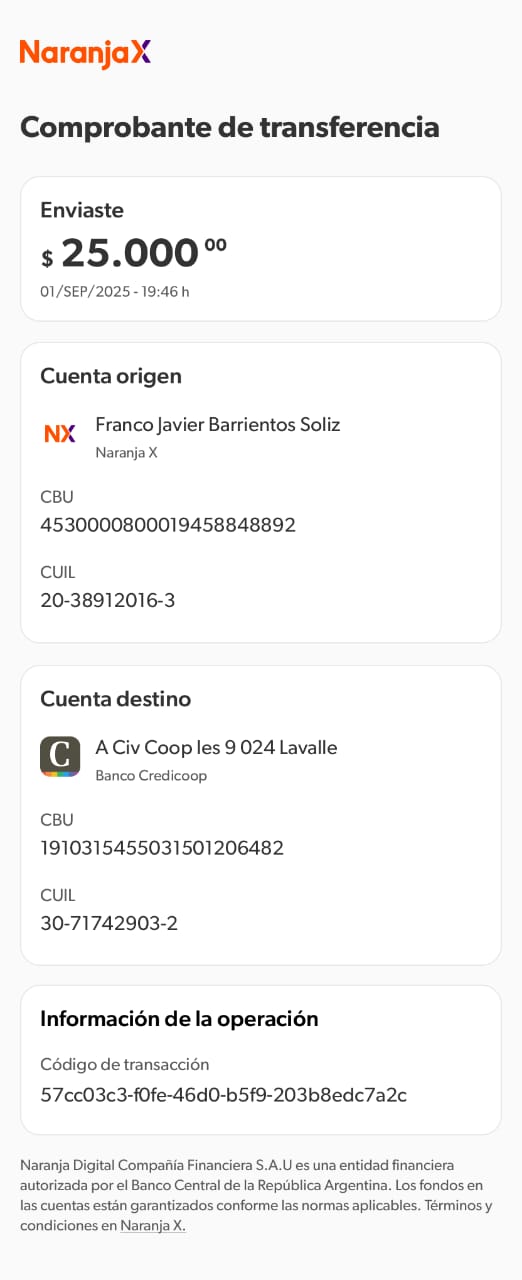 NaranjaX
Comprobante de transferencia
Enviaste
$ 25.000 00
01/SEP/2025 - 19:46 h
Cuenta origen
NX
Franco Javier Barrientos Soliz
Naranja X
CBU
4530000800019458848892
CUIL
20-38912016-3
Cuenta destino
C
A Civ Coop Ies 9 024 Lavalle
Banco Credicoop
CBU
1910315455031501206482
CUIL
30-71742903-2
Información de la operación
Código de transacción
57cc03c3-f0fe-46d0-b5f9-203b8edc7a2c
Naranja Digital Compañía Financiera S.A.U es una entidad financiera
autorizada por el Banco Central de la República Argentina. Los fondos en
las cuentas están garantizados conforme las normas aplicables. Términos y
condiciones en Naranja X.